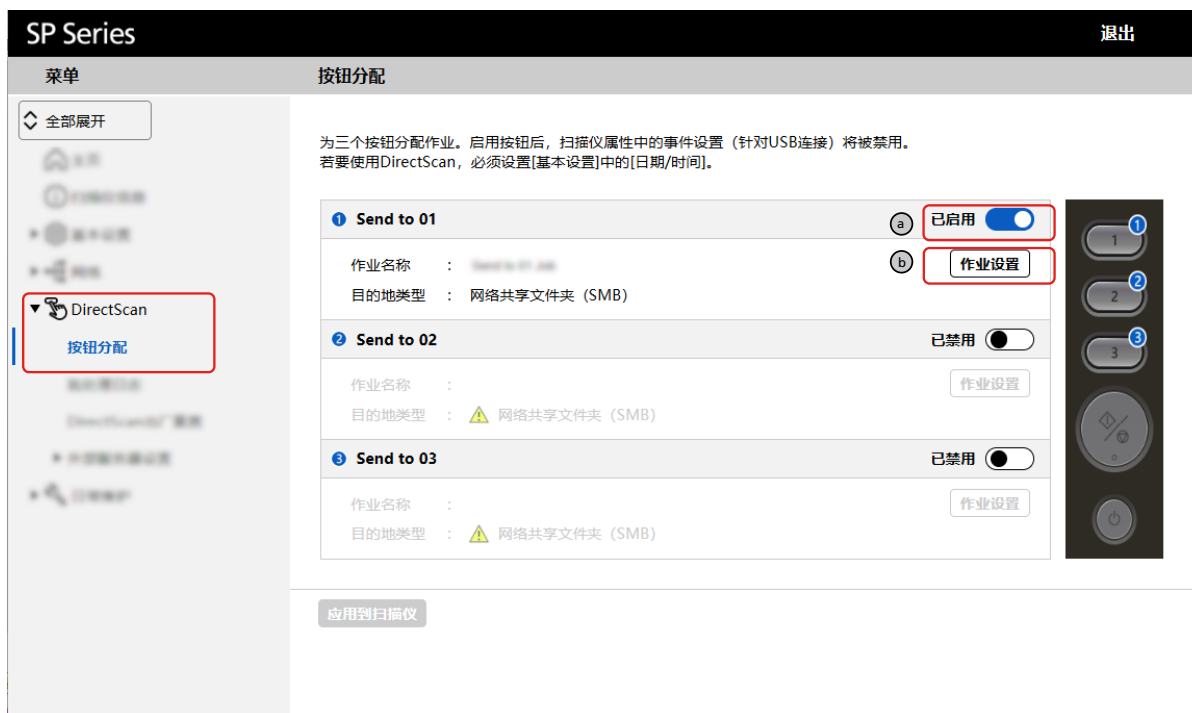 SP Series
退出
菜单
按钮分配
全部展开
DirectScan
按钮分配
为三个按钮分配作业。启用按钮后，扫描仪属性中的事件设置（针对USB连接）将被禁用。
若要使用DirectScan，必须设置[基本设置]中的[日期/时间]。
1 Send to 01
a 已启用
作业名称 :
b 作业设置
目的地类型 : 网络共享文件夹（SMB）
2 Send to 02
已禁用
作业名称 :
作业设置
目的地类型 : 网络共享文件夹（SMB）
3 Send to 03
已禁用
作业名称 :
作业设置
目的地类型 : 网络共享文件夹（SMB）
1 1
2 2
3 3
应用到扫描仪